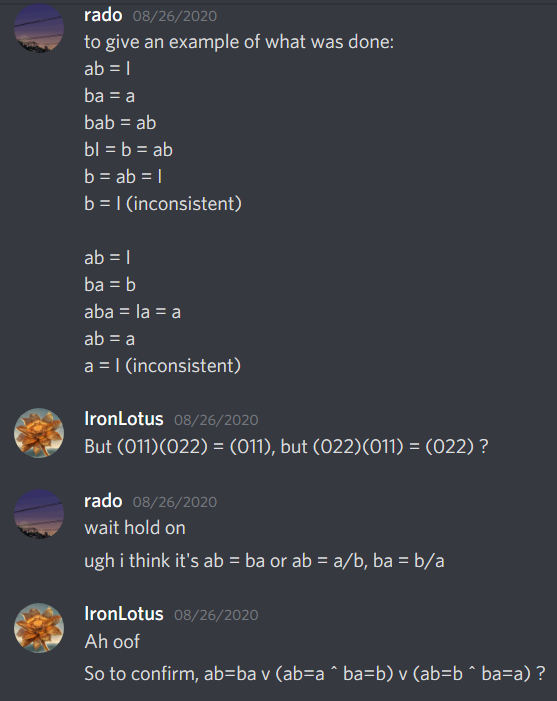 rado 08/26/2020
to give an example of what was done:
ab = I
ba = a
bab = ab
bI = b = ab
b = ab = I
b = I (inconsistent)
ab = I
ba = b
aba = Ia = a
ab = a
a = I (inconsistent)
IronLotus 08/26/2020
But (011)(022) = (011), but (022)(011) = (022) ?
rado 08/26/2020
wait hold on
ugh i think it's ab = ba or ab = a/b, ba = b/a
IronLotus 08/26/2020
Ah oof
So to confirm, ab=ba v (ab=a ^ ba=b) v (ab=b ^ ba=a) ?